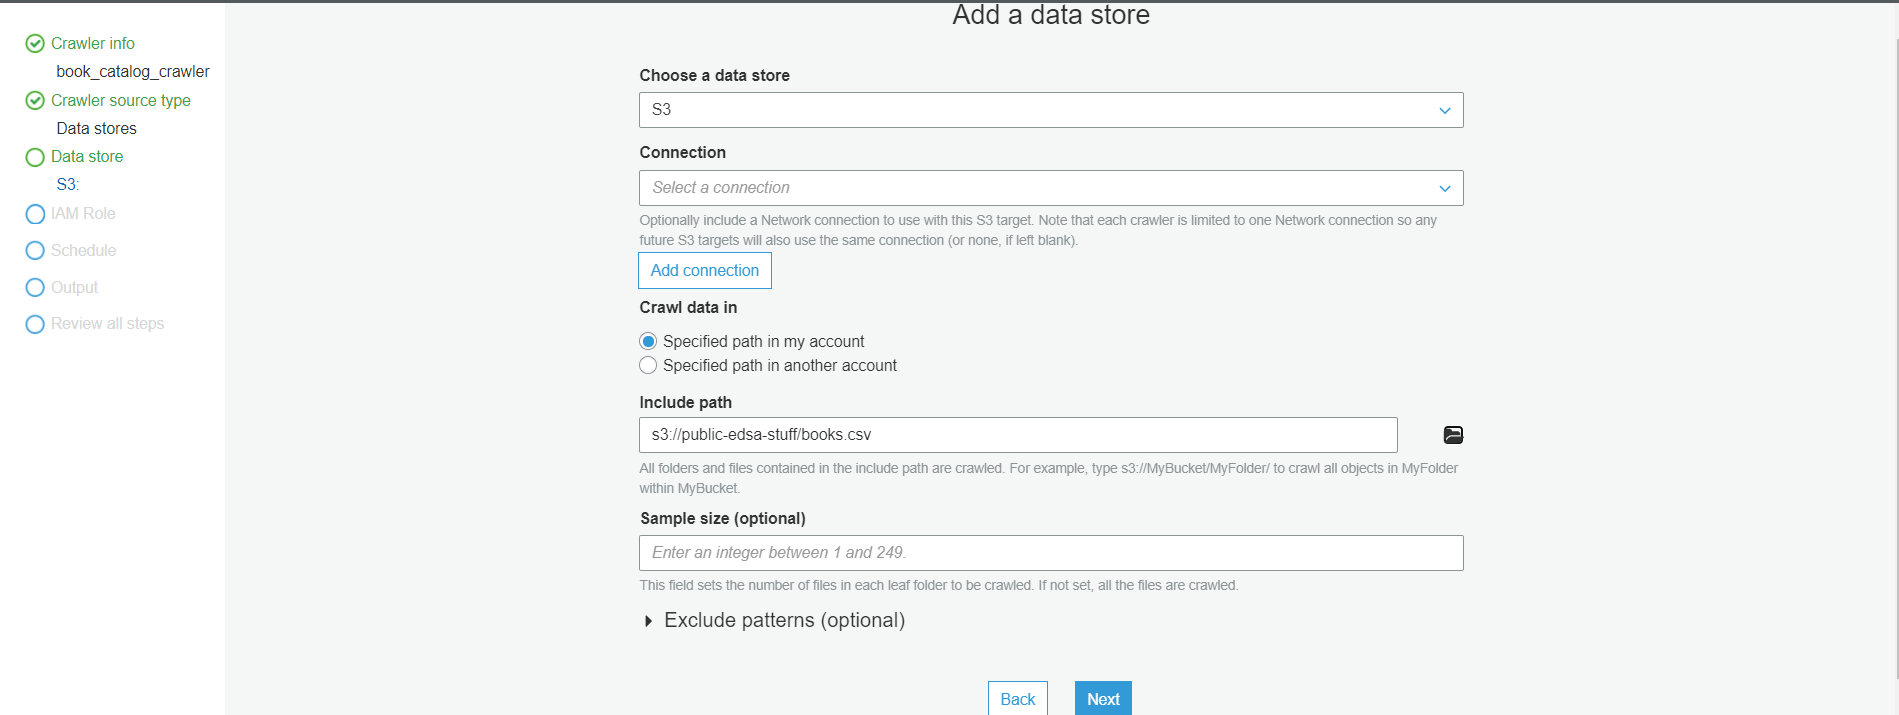 Add a data store
Crawler info
book_catalog_crawler
Crawler source type
Data stores
Data store
S3:
IAM Role
Schedule
Output
Review all steps
Choose a data store
S3
Connection
Select a connection
Optionally include a Network connection to use with this S3 target. Note that each crawler is limited to one Network connection so any
future S3 targets will also use the same connection (or none, if left blank).
Add connection
Crawl data in
Specified path in my account
Specified path in another account
Include path
s3://public-edsa-stuff/books.csv
All folders and files contained in the include path are crawled. For example, type s3://MyBucket/MyFolder/ to crawl all objects in MyFolder
within MyBucket.
Sample size (optional)
Enter an integer between 1 and 249.
This field sets the number of files in each leaf folder to be crawled. If not set, all the files are crawled.
Exclude patterns (optional)
Back
Next